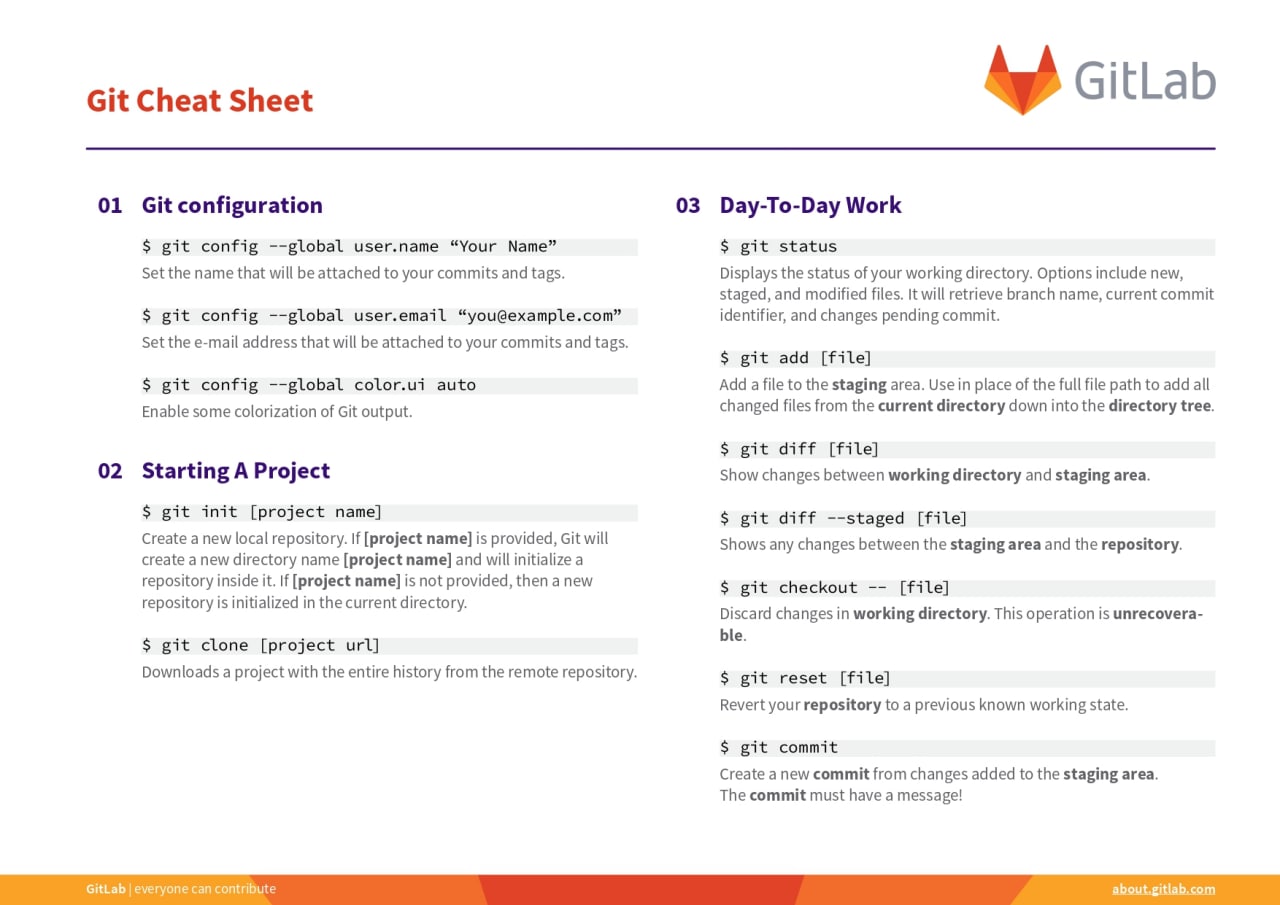 Git Cheat Sheet
GitLab
01 Git configuration
$ git config --global user.name “Your Name”
Set the name that will be attached to your commits and tags.
$ git config --global user.email “you@example.com”
Set the e-mail address that will be attached to your commits and tags.
$ git config --global color.ui auto
Enable some colorization of Git output.
02 Starting A Project
$ git init [project name]
Create a new local repository. If [project name] is provided, Git will
create a new directory name [project name] and will initialize a
repository inside it. If [project name] is not provided, then a new
repository is initialized in the current directory.
$ git clone [project url]
Downloads a project with the entire history from the remote repository.
03 Day-To-Day Work
$ git status
Displays the status of your working directory. Options include new,
staged, and modified files. It will retrieve branch name, current commit
identifier, and changes pending commit.
$ git add [file]
Add a file to the staging area. Use in place of the full file path to add all
changed files from the current directory down into the directory tree.
$ git diff [file]
Show changes between working directory and staging area.
$ git diff --staged [file]
Shows any changes between the staging area and the repository.
$ git checkout -- [file]
Discard changes in working directory. This operation is unrecovera-
ble.
$ git reset [file]
Revert your repository to a previous known working state.
$ git commit
Create a new commit from changes added to the staging area.
The commit must have a message!
GitLab | everyone can contribute
about.gitlab.com